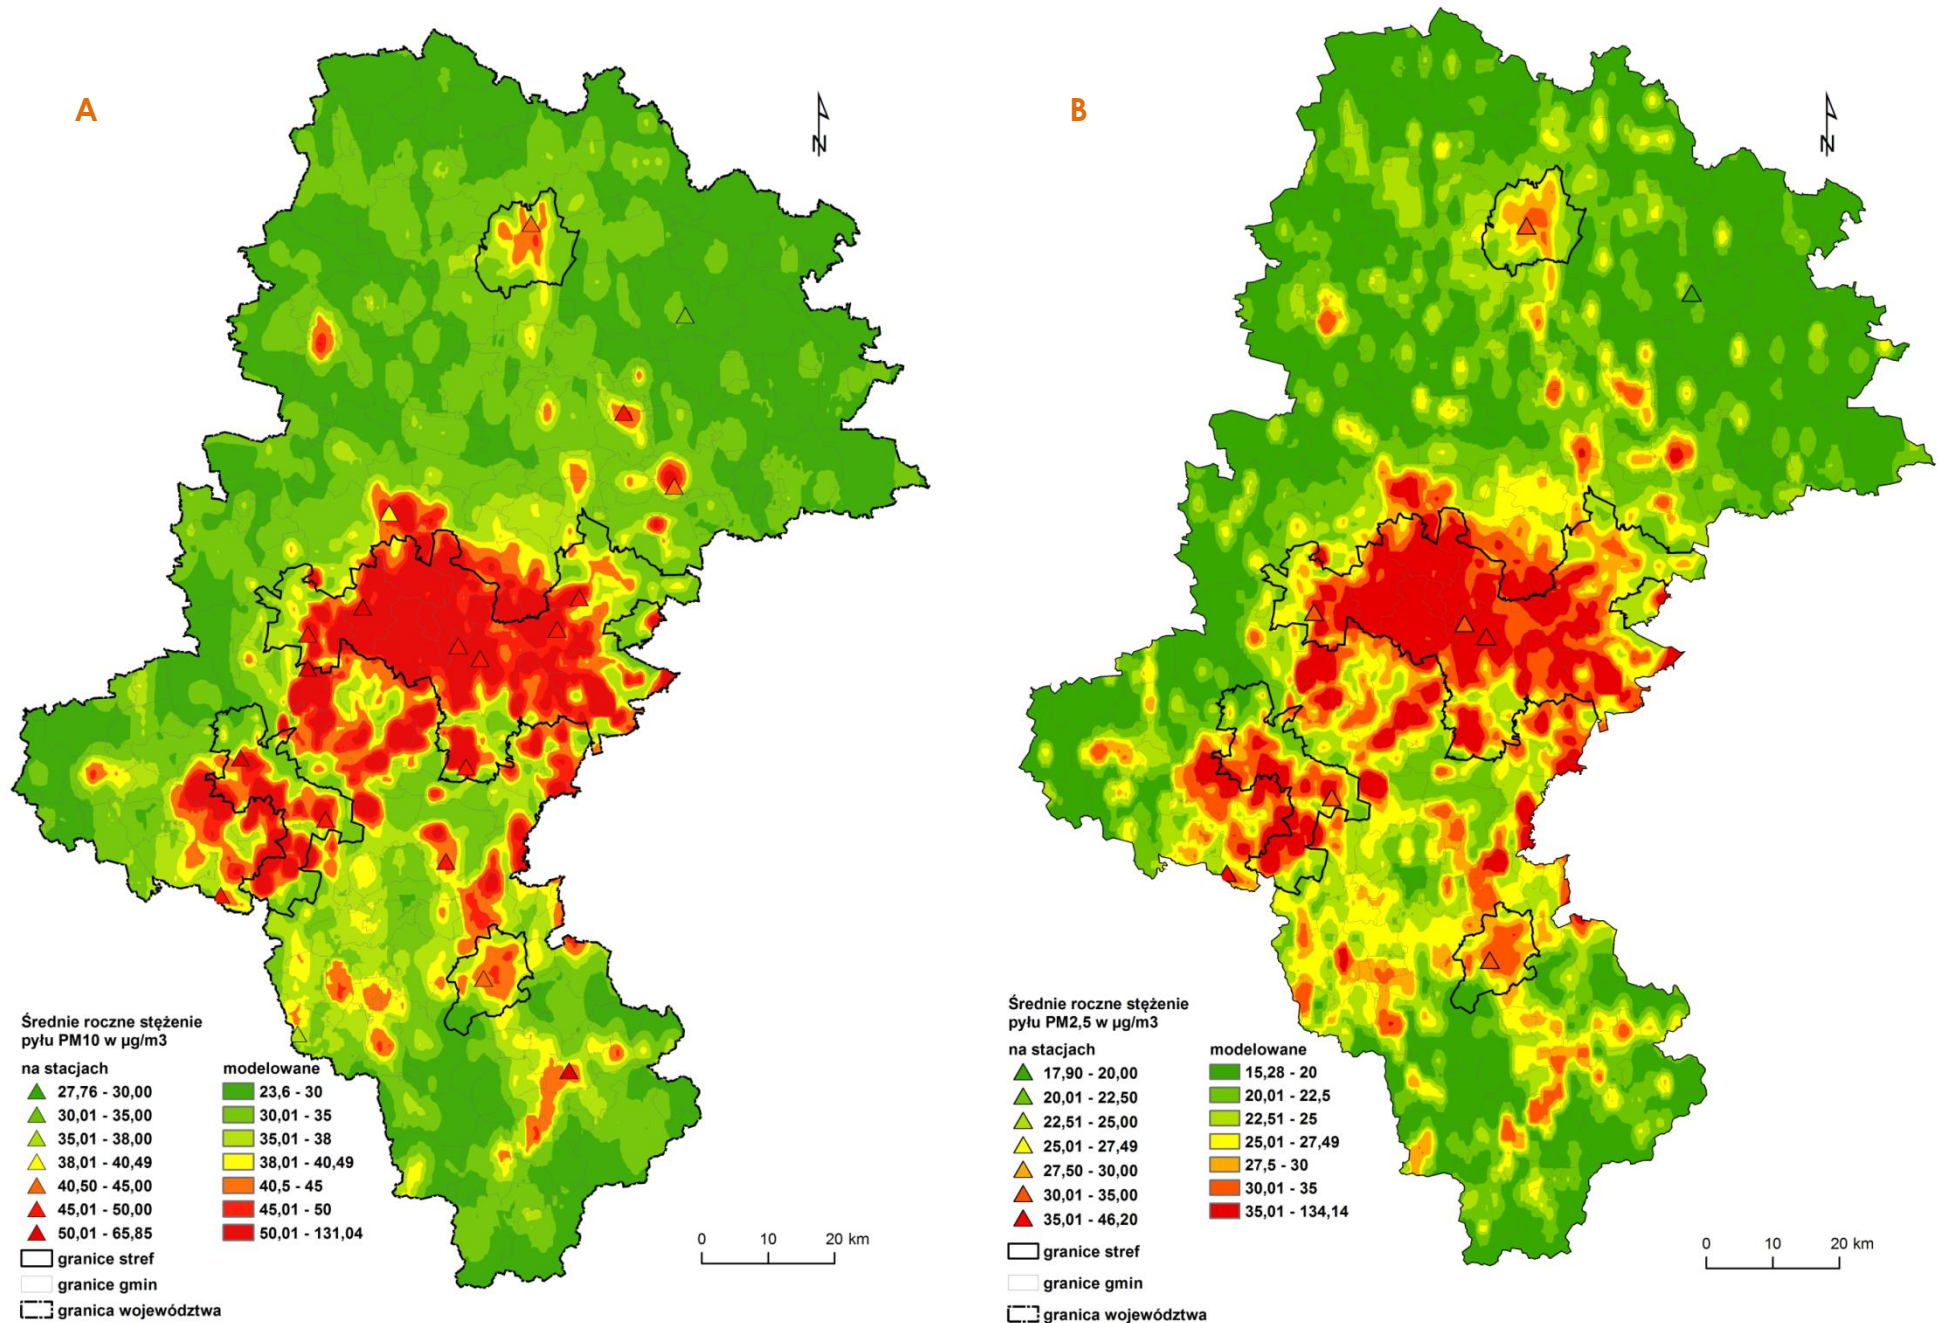 A
N
Średnie roczne stężenie
pyłu PM10 w µg/m3
na stacjach
27,76 - 30,00
30,01 - 35,00
35,01 - 38,00
38,01 - 40,49
40,50 - 45,00
45,01 - 50,00
50,01 - 65,85
granice stref
granice gmin
granica województwa
modelowane
23,6 - 30
30,01 - 35
35,01 - 38
38,01 - 40,49
40,5 - 45
45,01 - 50
50,01 - 131,04
0 10 20 km
B
N
Średnie roczne stężenie
pyłu PM2,5 w µg/m3
na stacjach
17,90 - 20,00
20,01 - 22,50
22,51 - 25,00
25,01 - 27,49
27,50 - 30,00
30,01 - 35,00
35,01 - 46,20
granice stref
granice gmin
granica województwa
modelowane
15,28 - 20
20,01 - 22,5
22,51 - 25
25,01 - 27,49
27,5 - 30
30,01 - 35
35,01 - 134,14
0 10 20 km